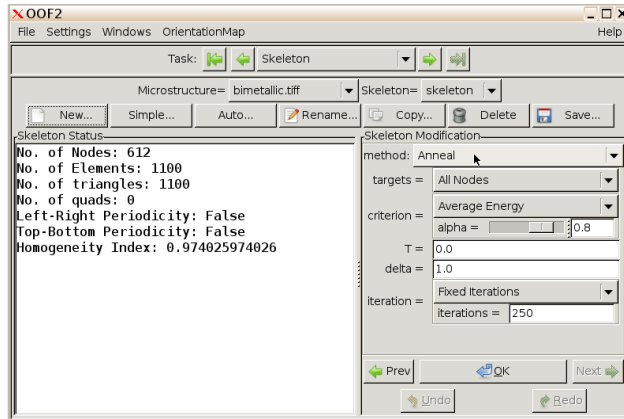 OOF2
File Settings Windows OrientationMap Help
Task: Skeleton
Microstructure= bimetallic.tiff Skeleton= skeleton
New... Simple... Auto... Rename... Copy... Delete Save...
Skeleton Status
No. of Nodes: 612
No. of Elements: 1100
No. of triangles: 1100
No. of quads: 0
Left-Right Periodicity: False
Top-Bottom Periodicity: False
Homogeneity Index: 0.974025974026
Skeleton Modification
method: Anneal
targets = All Nodes
criterion = Average Energy
alpha = 0.8
T = 0.0
delta = 1.0
iteration = Fixed Iterations
iterations = 250
Prev OK Next
Undo Redo